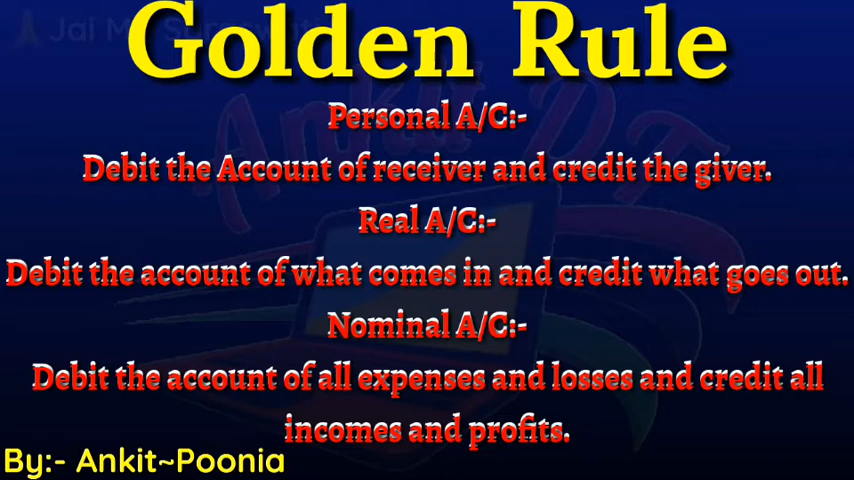 Golden Rule
Personal A/C:-
Debit the Account of receiver and credit the giver.
Real A/C:-
Debit the account of what comes in and credit what goes out.
Nominal A/C:-
Debit the account of all expenses and losses and credit all
incomes and profits.
By:- Ankit~Poonia